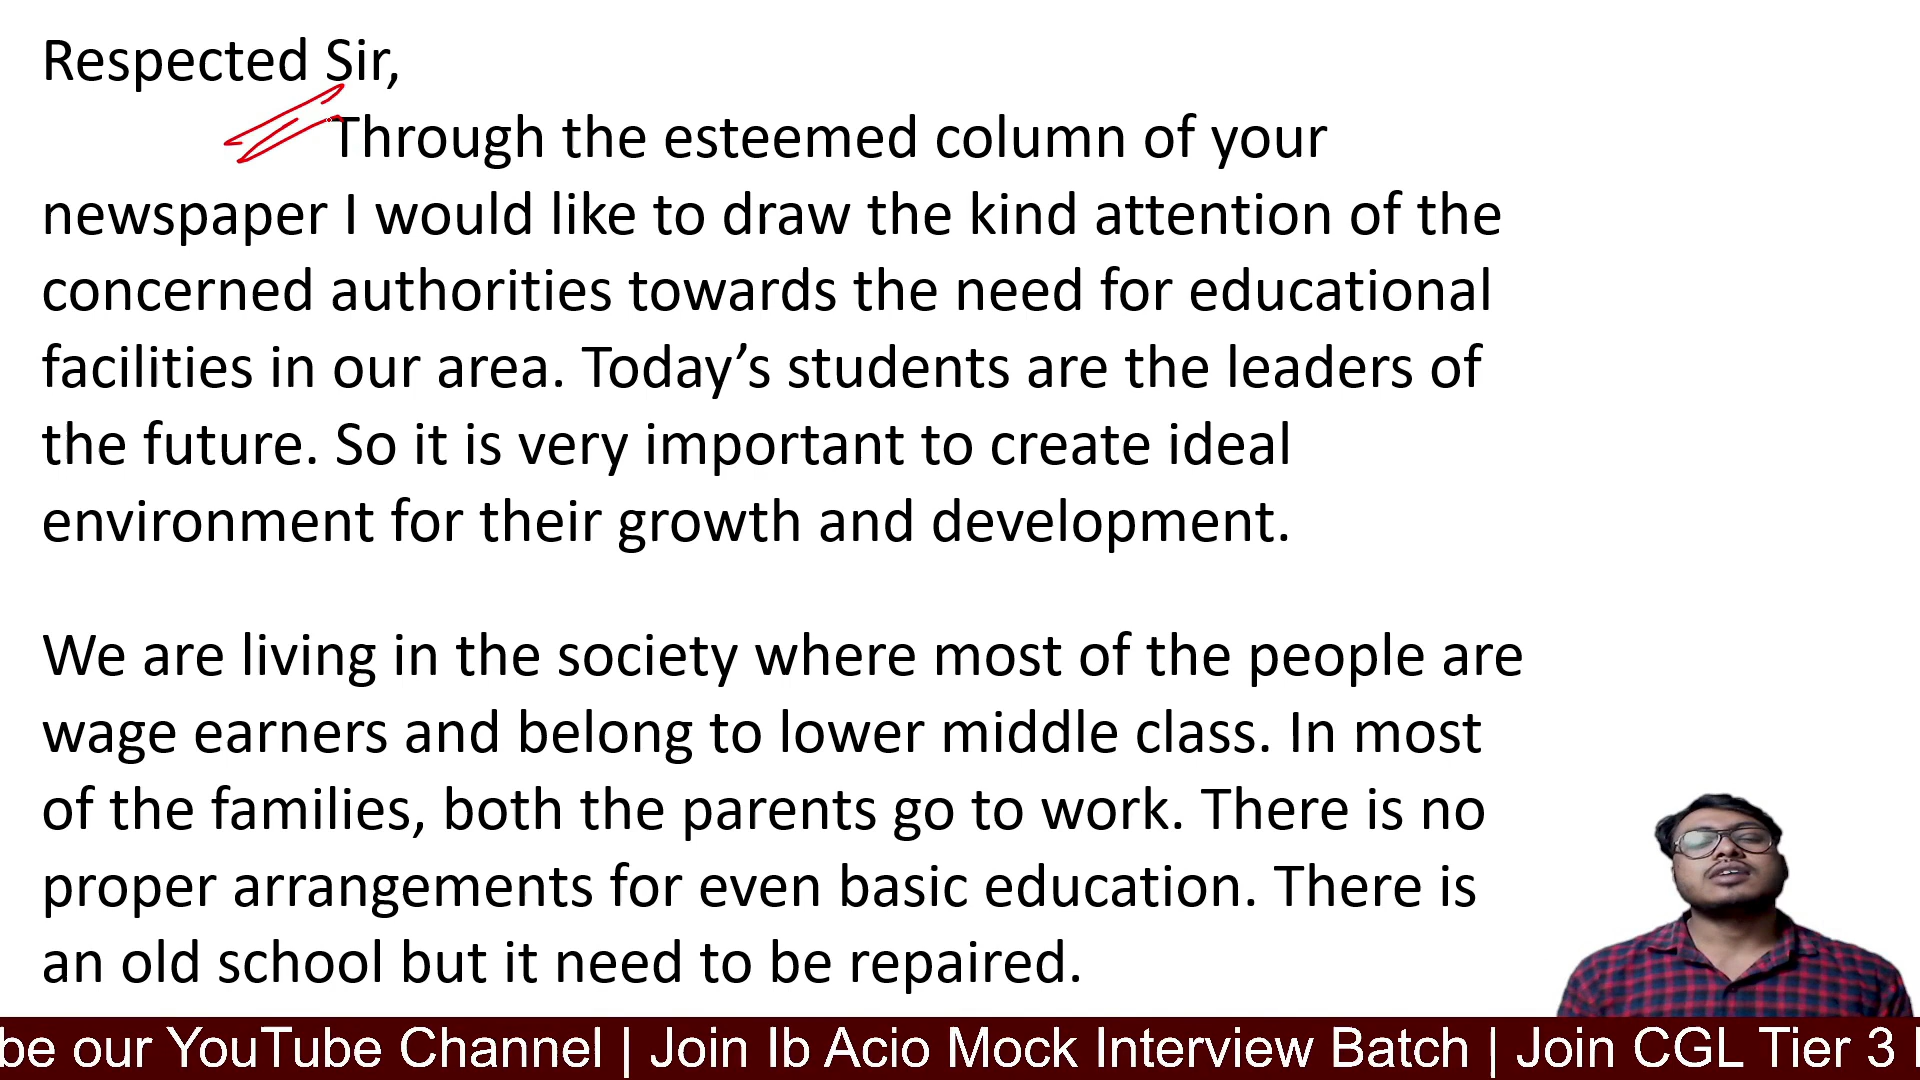 Respected Sir,
Through the esteemed column of your
newspaper I would like to draw the kind attention of the
concerned authorities towards the need for educational
facilities in our area. Today’s students are the leaders of
the future. So it is very important to create ideal
environment for their growth and development.
We are living in the society where most of the people are
wage earners and belong to lower middle class. In most
of the families, both the parents go to work. There is no
proper arrangements for even basic education. There is
an old school but it need to be repaired.
be our YouTube Channel | Join Ib Acio Mock Interview Batch | Join CGL Tier 3